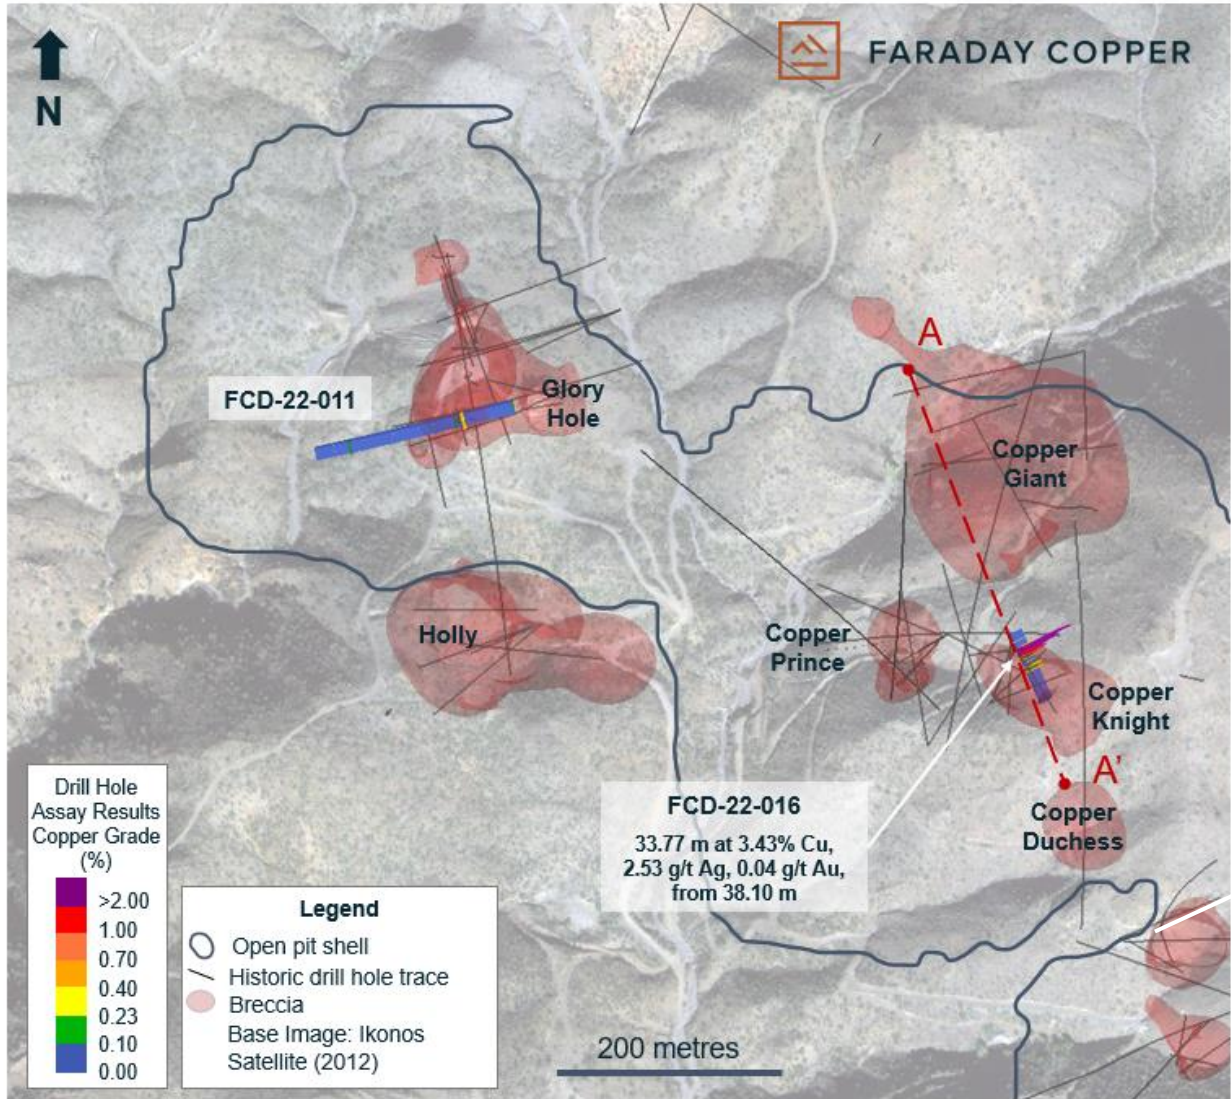 FARADAY COPPER
N
A
FCD-22-011
Glory
Hole
Copper
Giant
Holly
Copper
Prince
Copper
Knight
A’
FCD-22-016
33.77 m at 3.43% Cu,
2.53 g/t Ag, 0.04 g/t Au,
from 38.10 m
Copper
Duchess
Drill Hole
Assay Results
Copper Grade
(%)
>2.00
1.00
0.70
0.40
0.23
0.10
0.00
Legend
Open pit shell
Historic drill hole trace
Breccia
Base Image: Ikonos
Satellite (2012)
200 metres